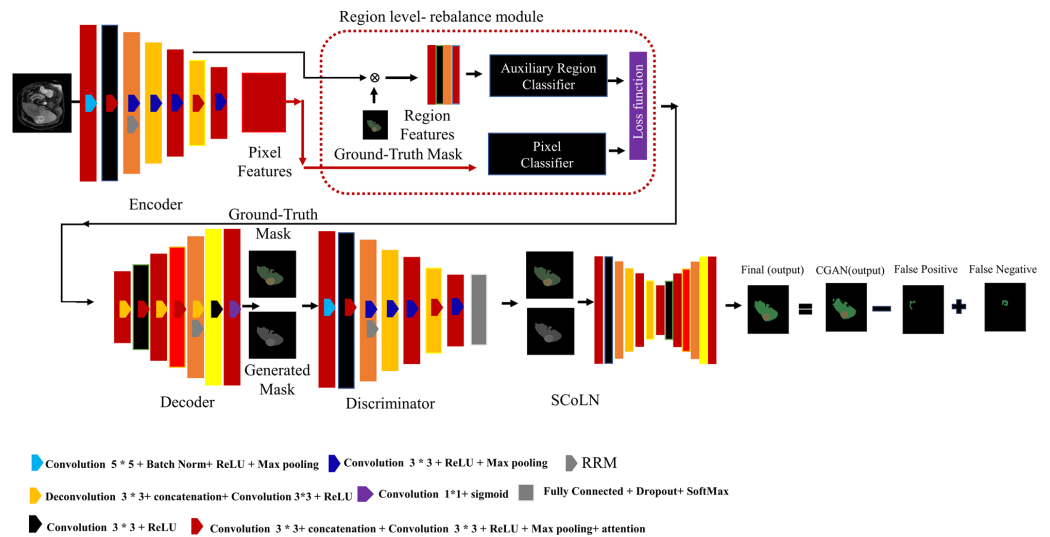 Region level- rebalance module
Auxiliary Region
Classifier
Loss function
Region
Features
Ground-Truth Mask
Pixel
Classifier
Pixel
Features
Encoder
Ground-Truth
Mask
Generated
Mask
Decoder
Discriminator
SCoLN
Final (output)
CGAN(output)
False Positive
False Negative
Convolution 5 * 5 + Batch Norm+ ReLU + Max pooling
Convolution 3 * 3 + ReLU + Max pooling
RRM
Deconvolution 3 * 3+ concatenation+ Convolution 3*3 + ReLU
Convolution 1*1+ sigmoid
Fully Connected + Dropout+ SoftMax
Convolution 3 * 3 + ReLU
Convolution 3 * 3+ concatenation + Convolution 3 * 3 + ReLU + Max pooling+ attention